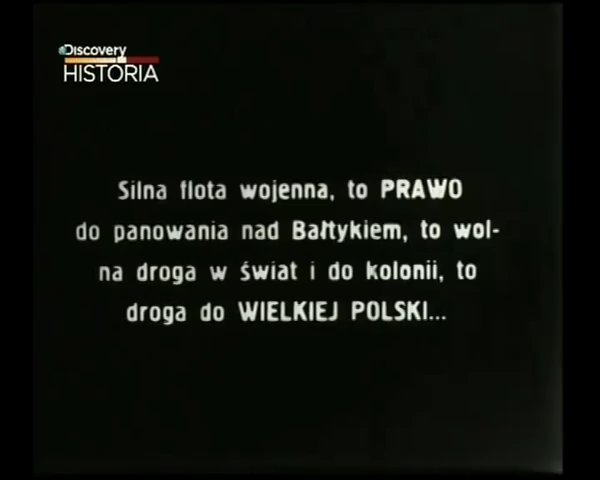 Discovery
HISTORIA
Silna flota wojenna, to PRAWO
do panowania nad Bałtykiem, to wol-
na droga w świat i do kolonii, to
droga do WIELKIEJ POLSKI...